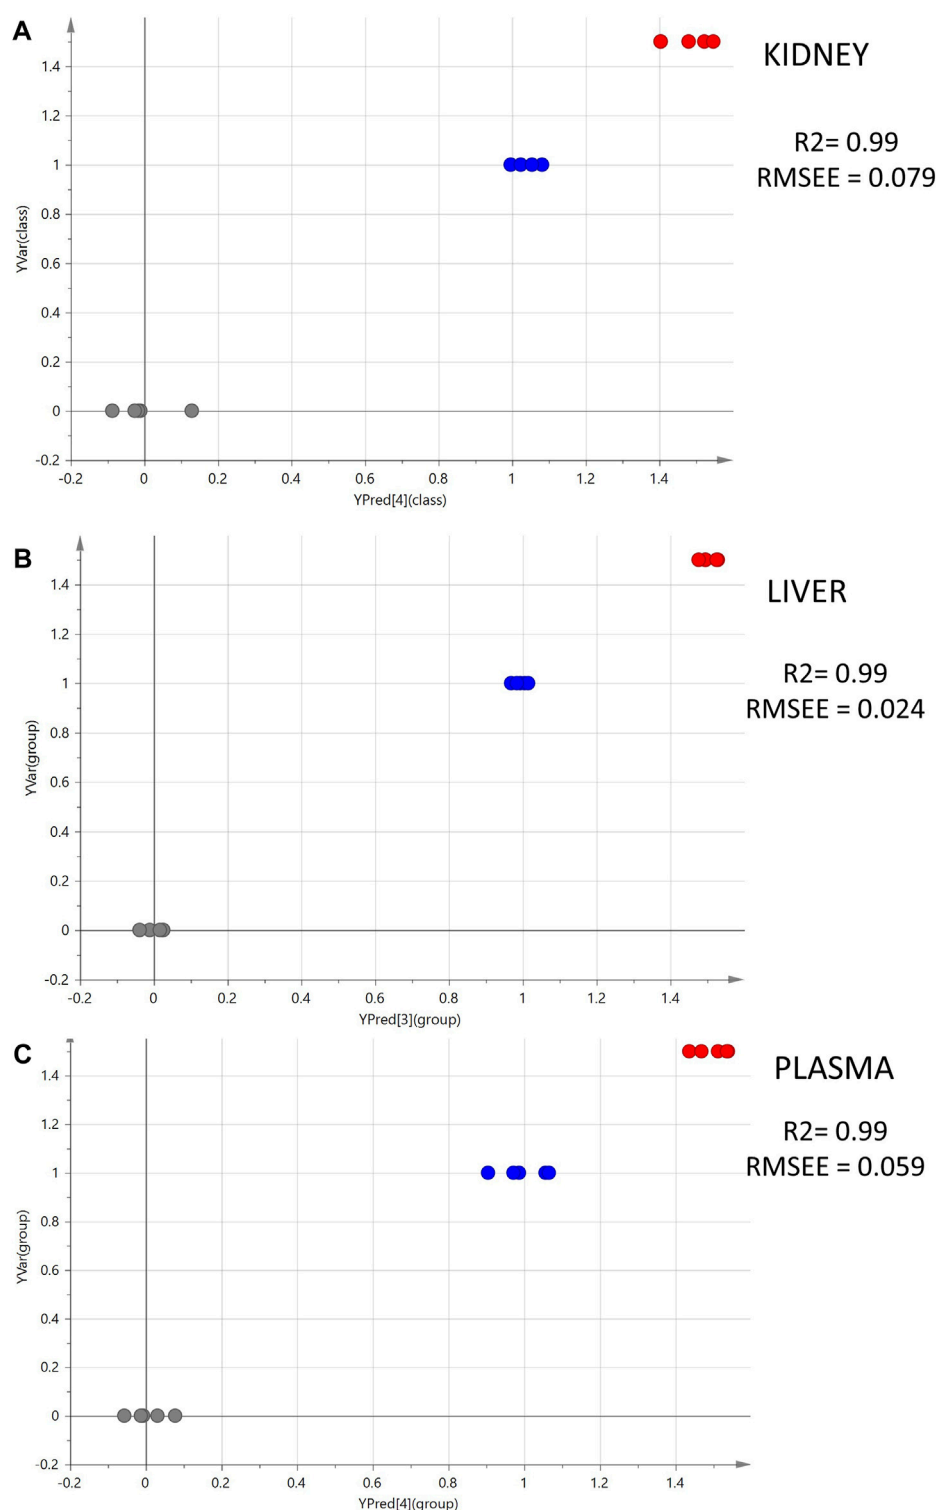 A
KIDNEY
R2= 0.99
RMSEE = 0.079
YVar(class)
1.4
1.2
1
0.8
0.6
0.4
0.2
0
-0.2
-0.2 0 0.2 0.4 0.6 0.8 1 1.2 1.4
YPred[4](class)
B
LIVER
R2= 0.99
RMSEE = 0.024
YVar(group)
1.4
1.2
1
0.8
0.6
0.4
0.2
0
-0.2
-0.2 0 0.2 0.4 0.6 0.8 1 1.2 1.4
YPred[3](group)
C
PLASMA
R2= 0.99
RMSEE = 0.059
YVar(group)
1.4
1.2
1
0.8
0.6
0.4
0.2
0
-0.2
-0.2 0 0.2 0.4 0.6 0.8 1 1.2 1.4
YPred[4](group)